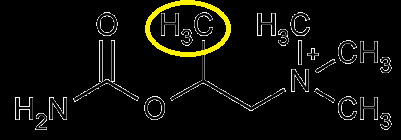 O H₃C H₃C
+ CH₃
H₂N O N CH₃